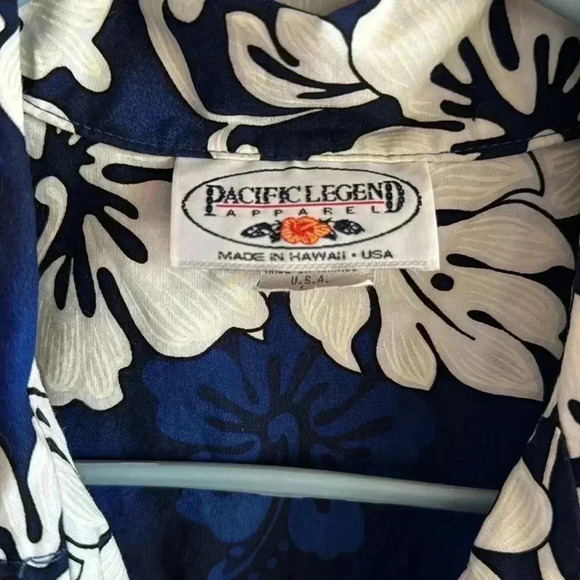 PACIFIC LEGEND
APPAREL
MADE IN HAWAII • USA
U.S.A.